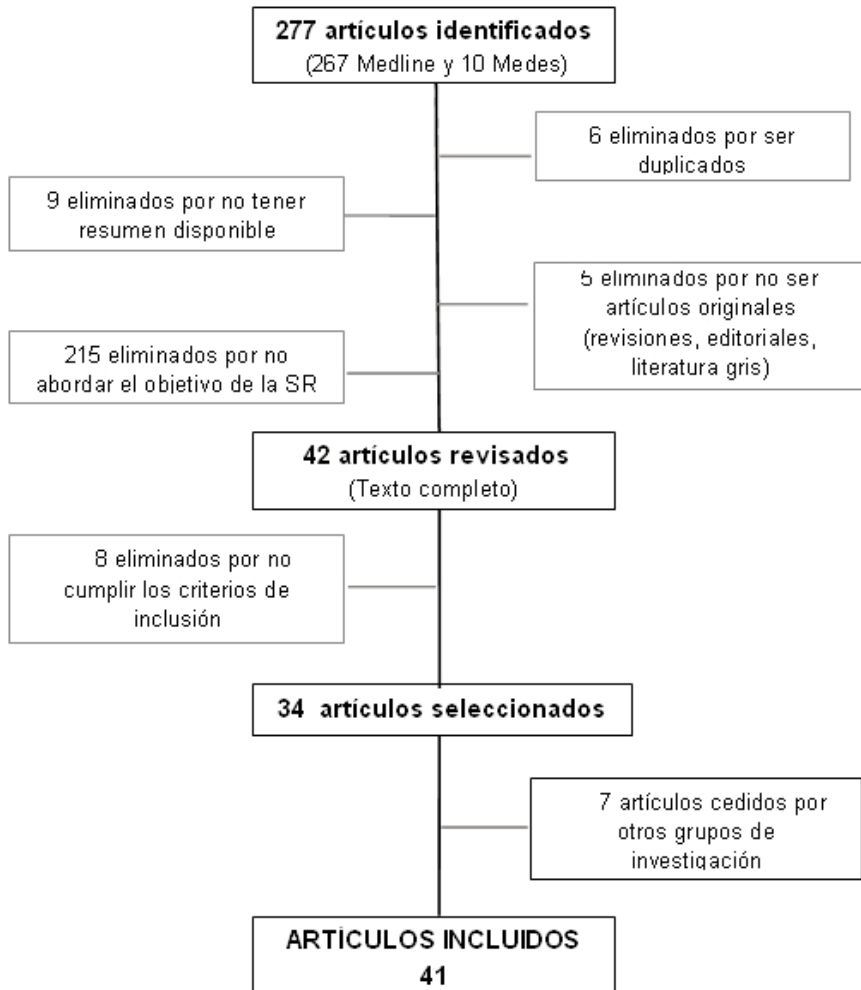 277 artículos identificados
(267 Medline y 10 Medes)
6 eliminados por ser
duplicados
9 eliminados por no tener
resumen disponible
5 eliminados por no ser
artículos originales
(revisiones, editoriales,
literatura gris)
215 eliminados por no
abordar el objetivo de la SR
42 artículos revisados
(Texto completo)
8 eliminados por no
cumplir los criterios de
inclusión
34 artículos seleccionados
7 artículos cedidos por
otros grupos de
investigación
ARTÍCULOS INCLUIDOS
41